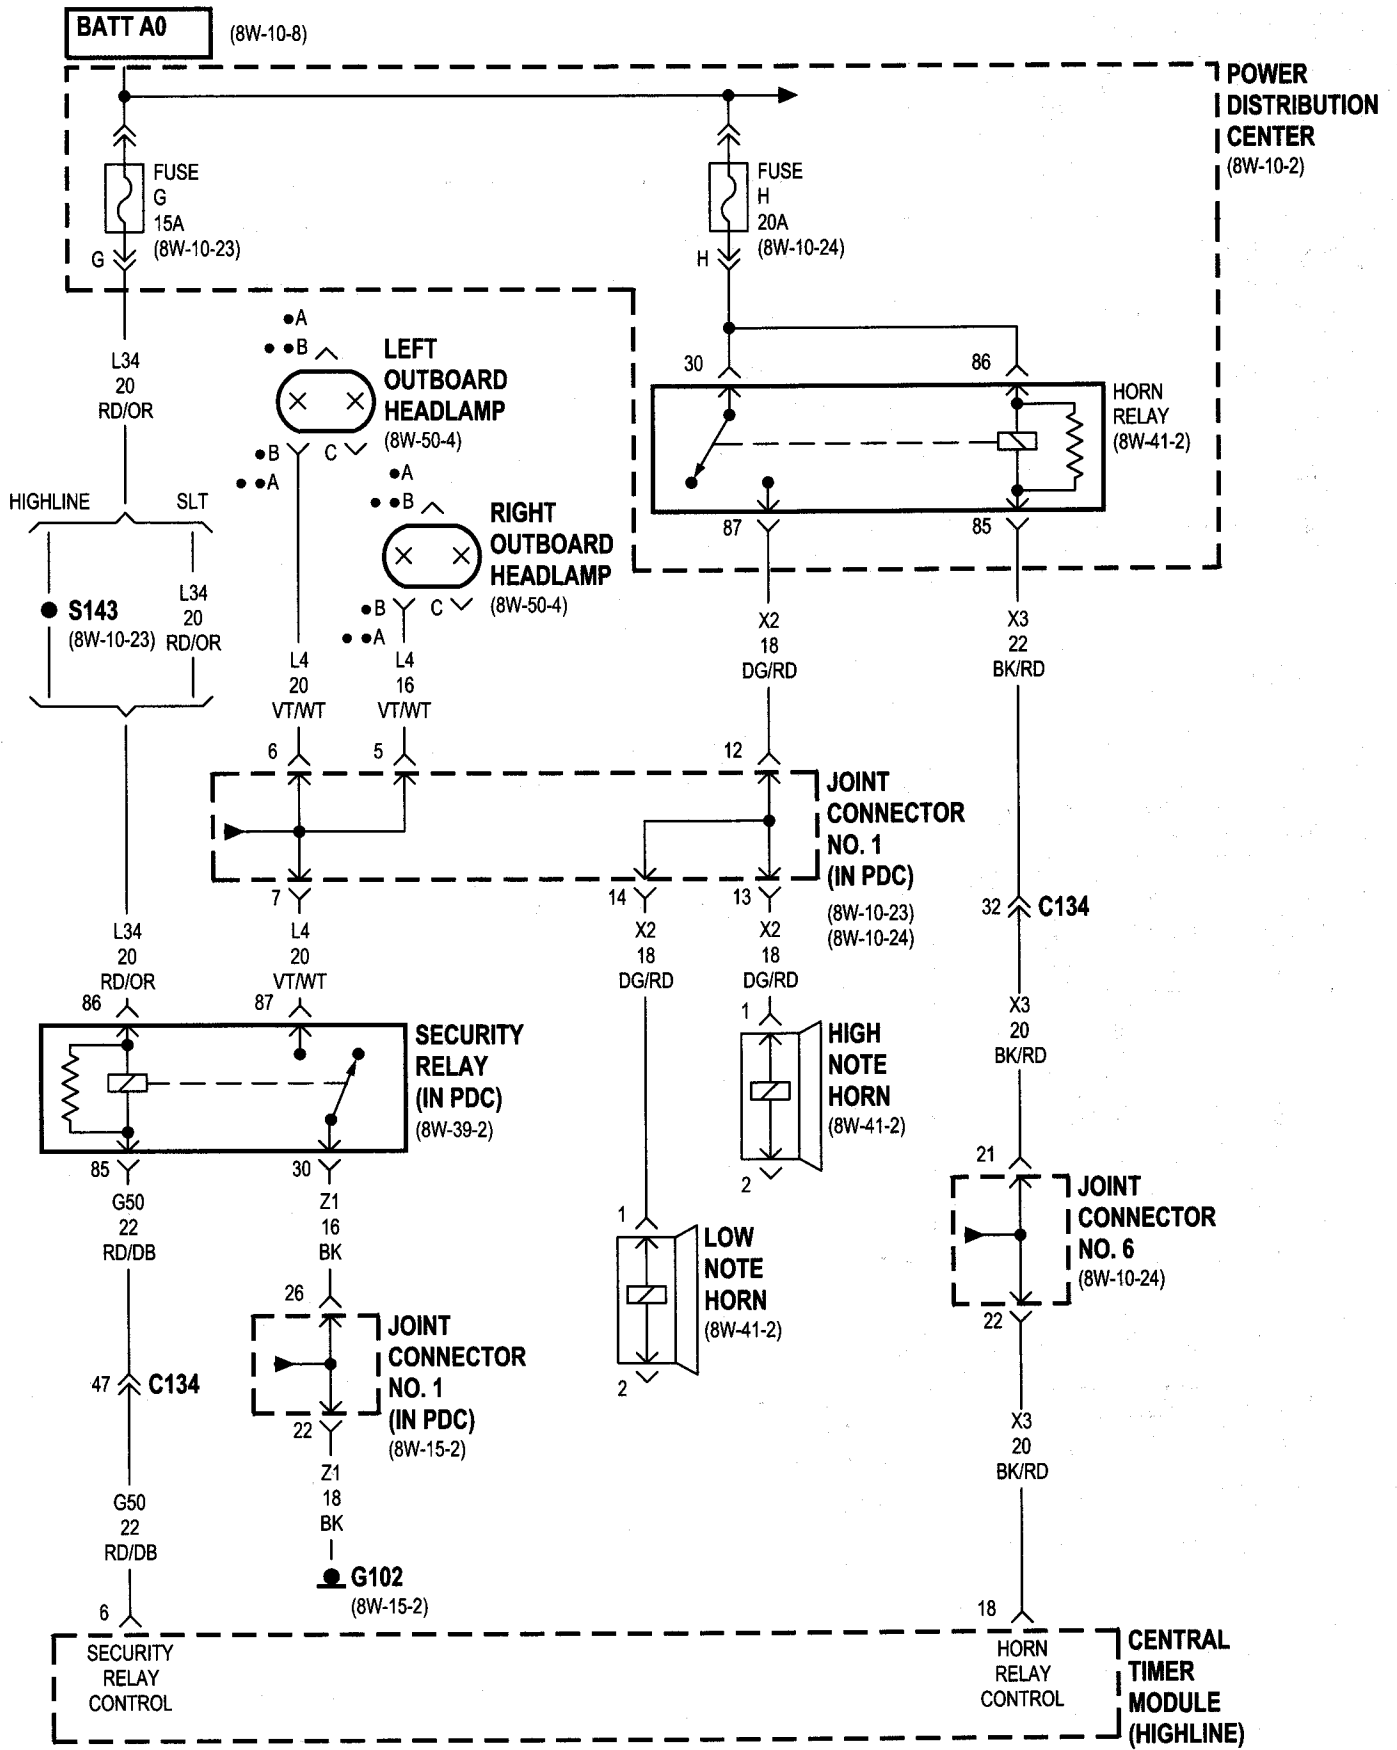 BATT A0
(8W-10-8)
POWER
DISTRIBUTION
CENTER
(8W-10-2)
FUSE
G
15A
(8W-10-23)
G
FUSE
H
20A
(8W-10-24)
H
L34
20
RD/OR
•A
• •B
LEFT
OUTBOARD
HEADLAMP
(8W-50-4)
•B
C
• •A
•A
• •B
RIGHT
OUTBOARD
HEADLAMP
(8W-50-4)
•B
C
• •A
30
86
HORN
RELAY
(8W-41-2)
87
85
HIGHLINE
SLT
S143
(8W-10-23)
L34
20
RD/OR
L4
20
VT/WT
L4
16
VT/WT
X2
18
DG/RD
X3
22
BK/RD
6
5
12
JOINT
CONNECTOR
NO. 1
(IN PDC)
(8W-10-23)
(8W-10-24)
7
14
13
32
C134
L34
20
RD/OR
L4
20
VT/WT
X2
18
DG/RD
X2
18
DG/RD
X3
20
BK/RD
86
87
SECURITY
RELAY
(IN PDC)
(8W-39-2)
85
30
1
HIGH
NOTE
HORN
(8W-41-2)
2
G50
22
RD/DB
Z1
16
BK
21
JOINT
CONNECTOR
NO. 6
(8W-10-24)
22
1
LOW
NOTE
HORN
(8W-41-2)
2
26
JOINT
CONNECTOR
NO. 1
(IN PDC)
(8W-15-2)
22
47
C134
X3
20
BK/RD
Z1
18
BK
G50
22
RD/DB
G102
(8W-15-2)
6
18
SECURITY
RELAY
CONTROL
HORN
RELAY
CONTROL
CENTRAL
TIMER
MODULE
(HIGHLINE)